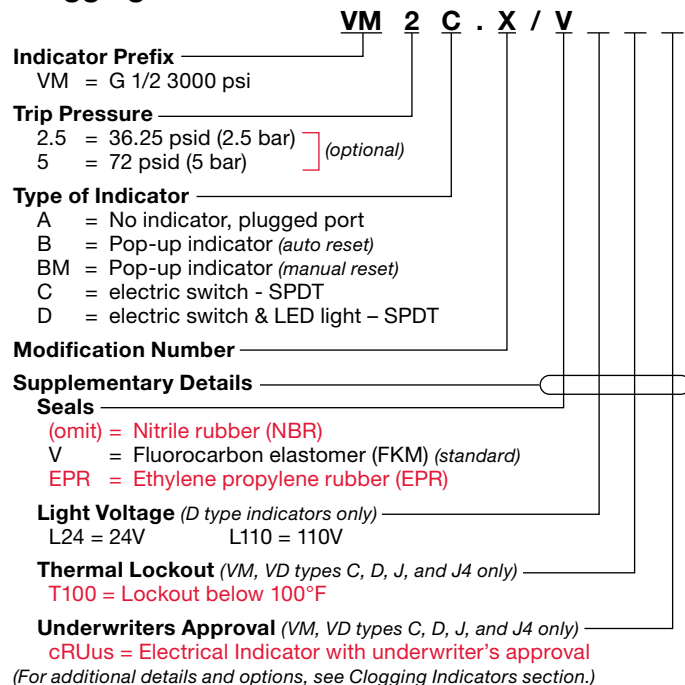 VM 2 C . X / V _ _ _
Indicator Prefix
VM = G 1/2 3000 psi
Trip Pressure
2.5 = 36.25 psid (2.5 bar)
5 = 72 psid (5 bar)
(optional)
Type of Indicator
A = No indicator, plugged port
B = Pop-up indicator (auto reset)
BM = Pop-up indicator (manual reset)
C = electric switch - SPDT
D = electric switch & LED light – SPDT
Modification Number
Supplementary Details
Seals
(omit) = Nitrile rubber (NBR)
V = Fluorocarbon elastomer (FKM) (standard)
EPR = Ethylene propylene rubber (EPR)
Light Voltage (D type indicators only)
L24 = 24V L110 = 110V
Thermal Lockout (VM, VD types C, D, J, and J4 only)
T100 = Lockout below 100°F
Underwriters Approval (VM, VD types C, D, J, and J4 only)
cRUus = Electrical Indicator with underwriter's approval
(For additional details and options, see Clogging Indicators section.)